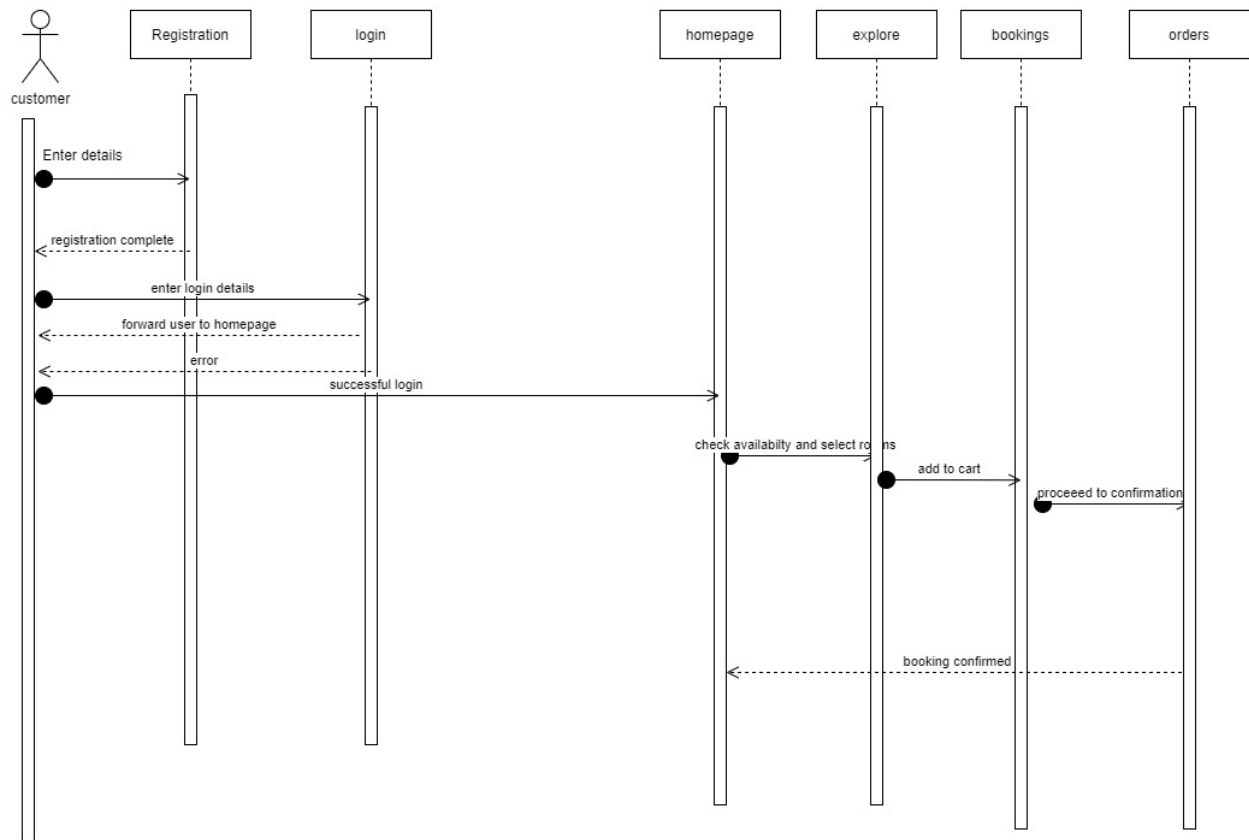 Registration
login
homepage
explore
bookings
orders
customer
Enter details
registration complete
enter login details
forward user to homepage
error
successful login
check availabilty and select rooms
add to cart
proceeed to confirmation
booking confirmed